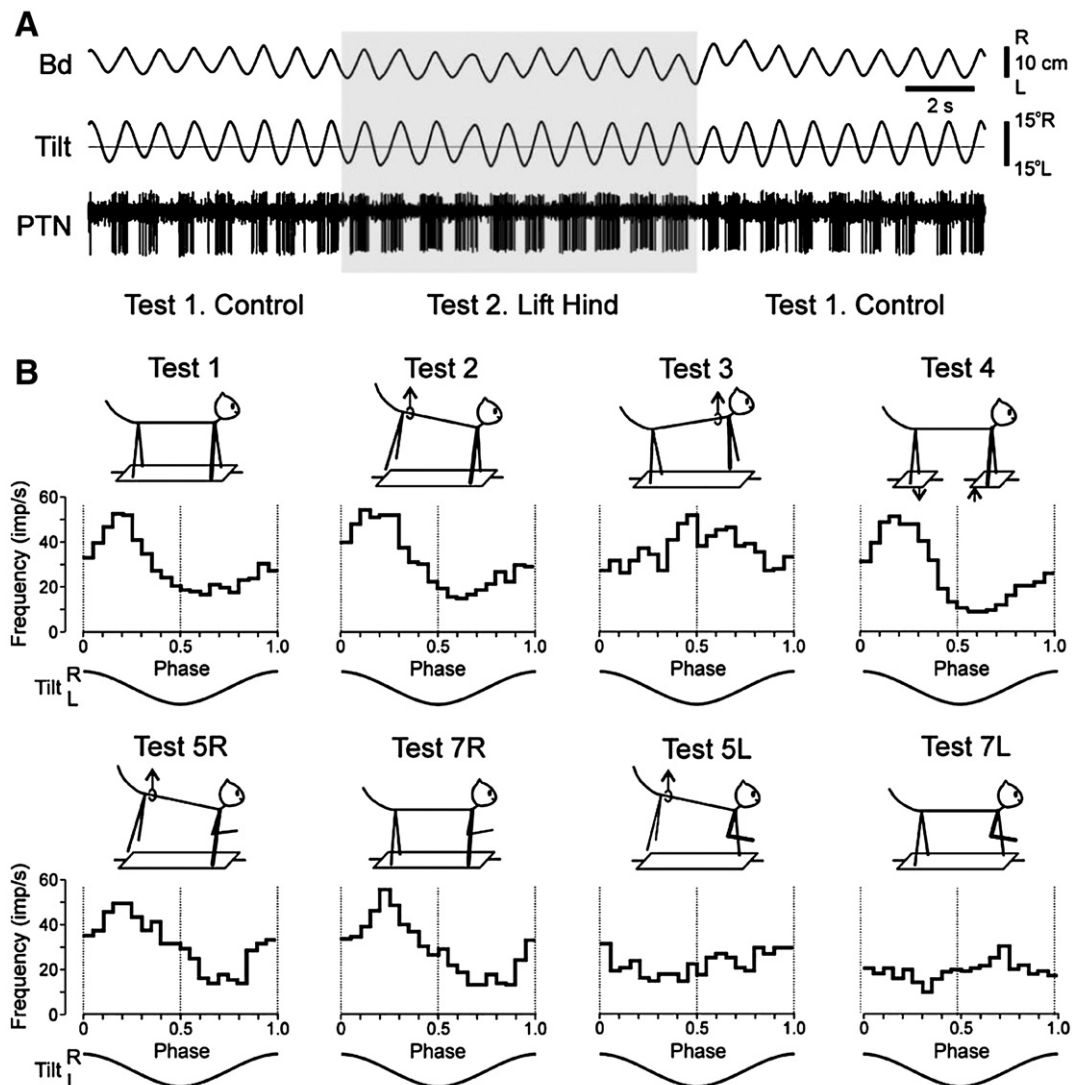 A
Bd
R
10 cm
L
2 s
Tilt
15°R
15°L
PTN
Test 1. Control Test 2. Lift Hind Test 1. Control
B
Test 1 Test 2 Test 3 Test 4
Frequency (imp/s)
60
40
20
0
0 0.5 1.0 0 0.5 1.0 0 0.5 1.0 0 0.5 1.0
Phase Phase Phase Phase
Tilt R
L
Test 5R Test 7R Test 5L Test 7L
Frequency (imp/s)
60
40
20
0
0 0.5 1.0 0 0.5 1.0 0 0.5 1.0 0 0.5 1.0
Phase Phase Phase Phase
Tilt R
L